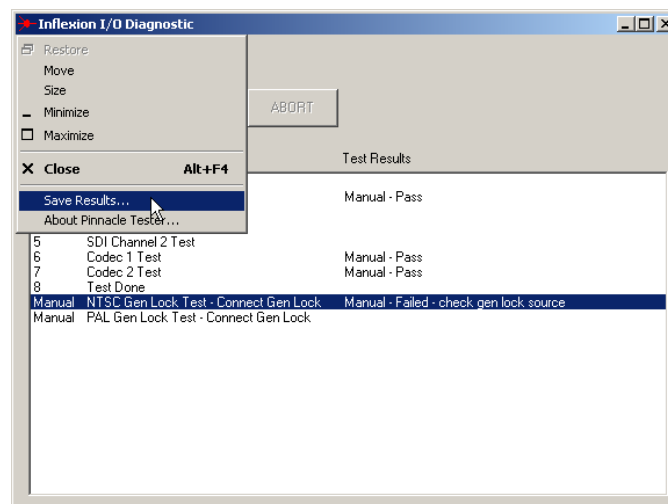 Inflexion I/O Diagnostic
Restore
Move
Size
Minimize
Maximize
Close Alt+F4
Save Results...
About Pinnacle Tester...
ABORT
Test Results
Manual - Pass
5 SDI Channel 2 Test
6 Codec 1 Test Manual - Pass
7 Codec 2 Test Manual - Pass
8 Test Done
Manual NTSC Gen Lock Test - Connect Gen Lock Manual - Failed - check gen lock source
Manual PAL Gen Lock Test - Connect Gen Lock